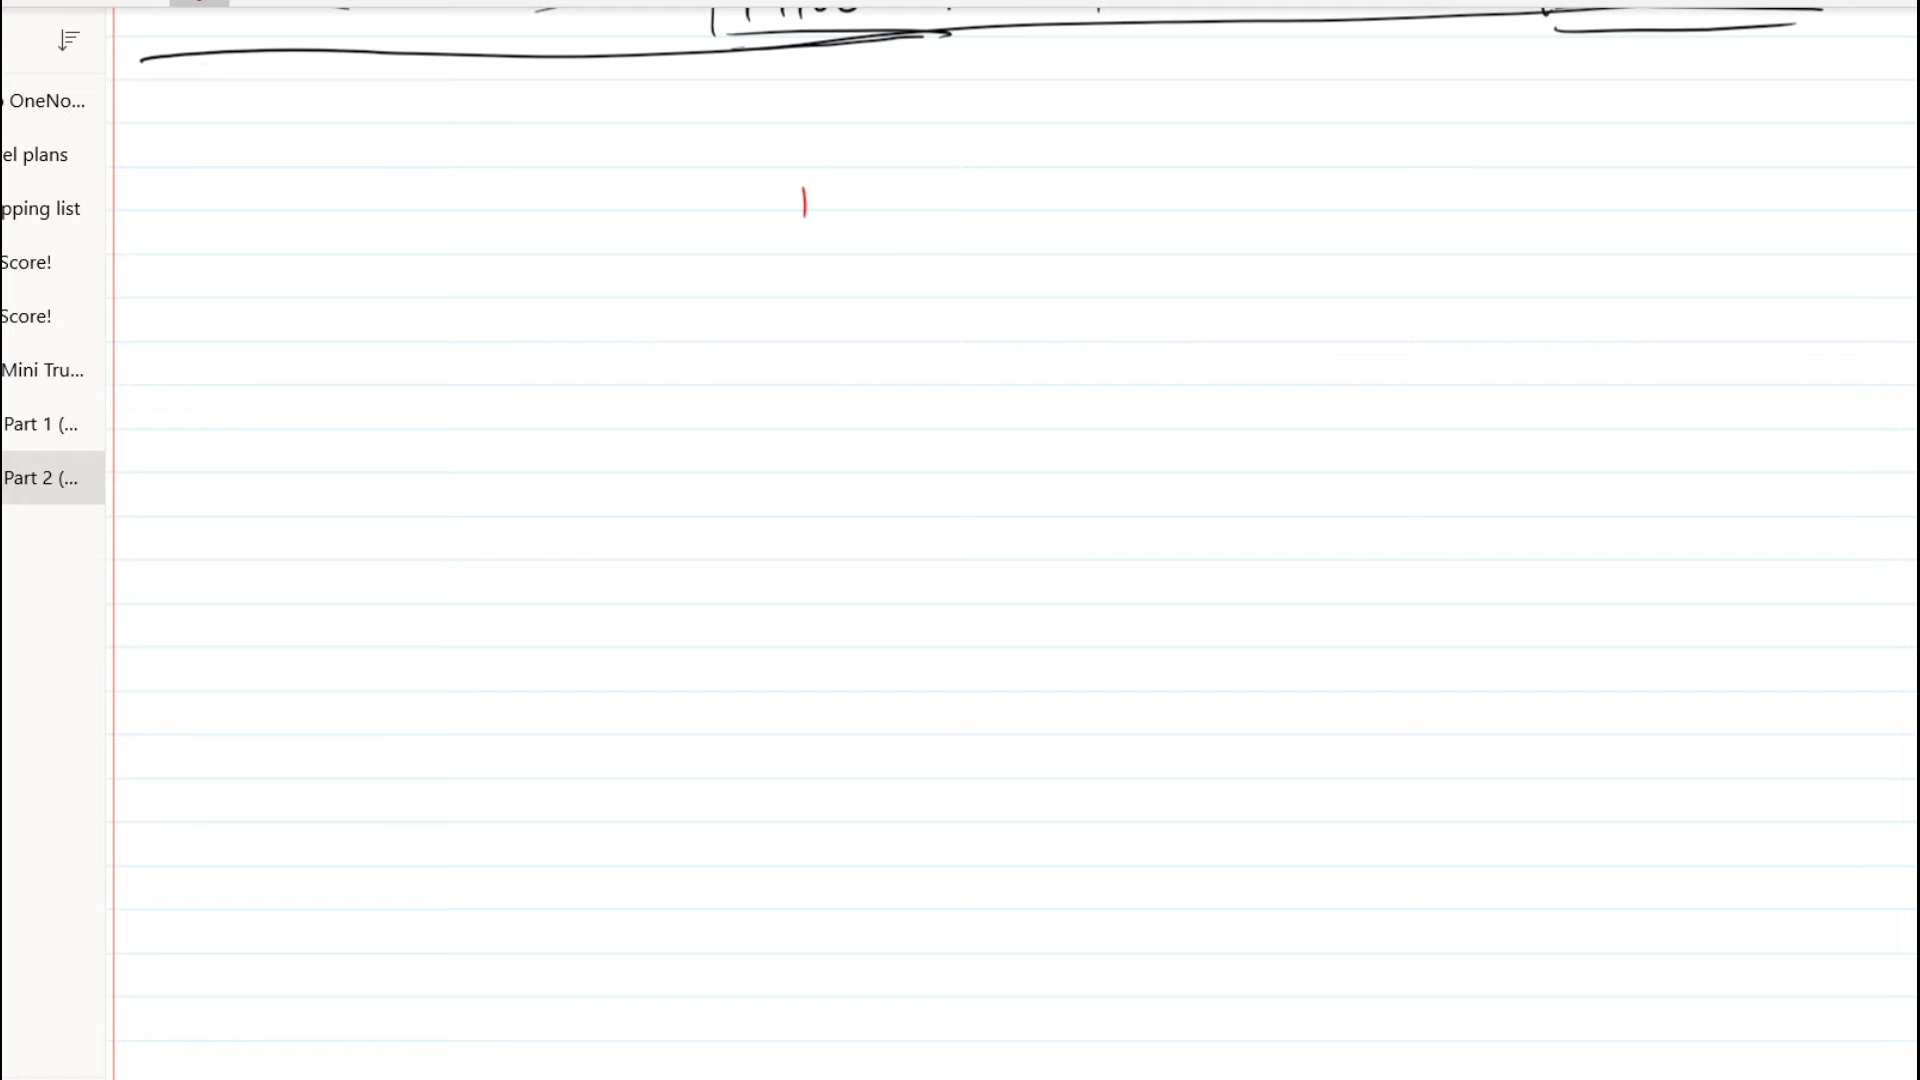 OneNo...
el plans
pping list
Score!
Score!
Mini Tru...
Part 1 (...
Part 2 (...